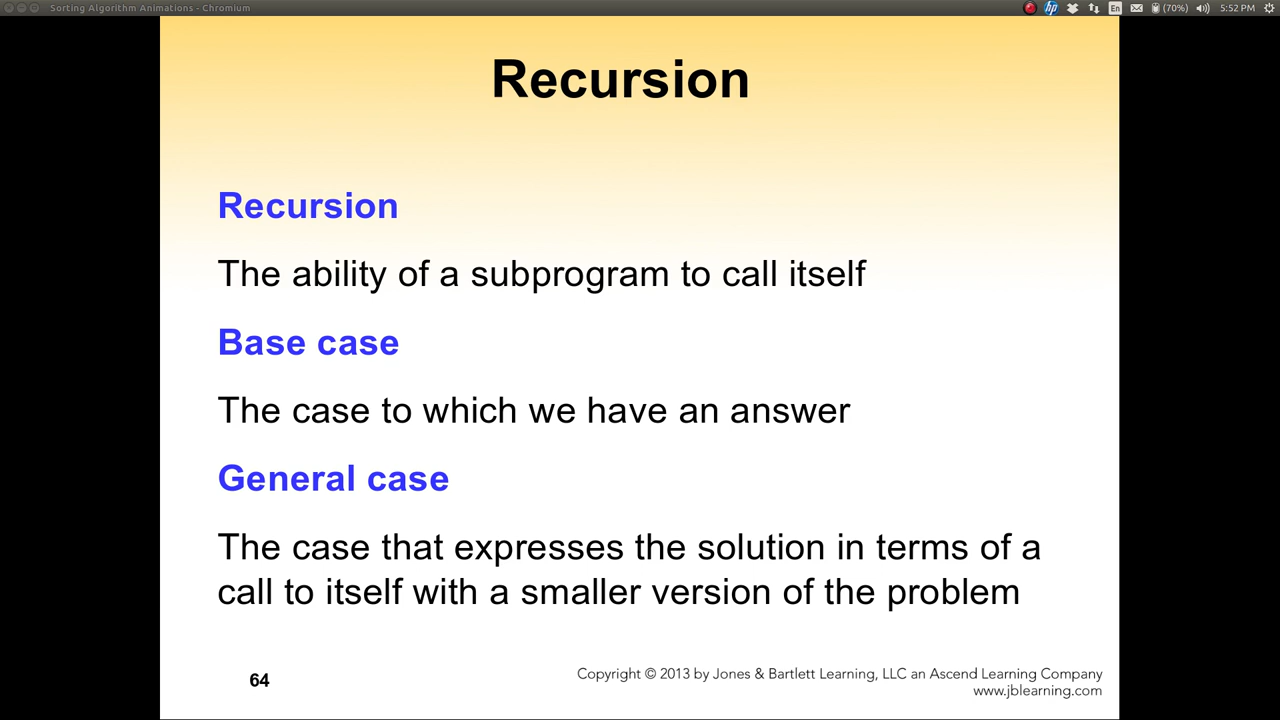 Sorting Algorithm Animations - Chromium
En (70%) 5:52 PM
Recursion
Recursion
The ability of a subprogram to call itself
Base case
The case to which we have an answer
General case
The case that expresses the solution in terms of a
call to itself with a smaller version of the problem
64
Copyright © 2013 by Jones & Bartlett Learning, LLC an Ascend Learning Company
www.jblearning.com